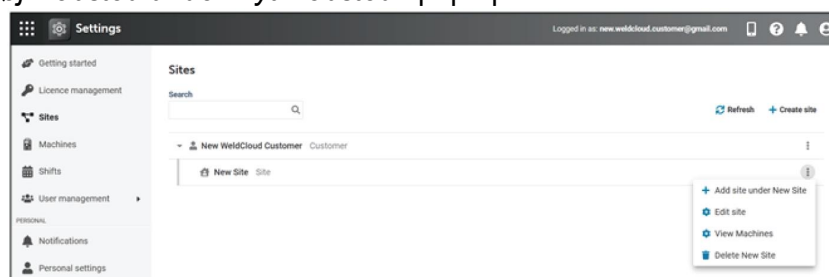 Settings
Logged in as: new.weldcloud.customer@gmail.com
Getting started
Licence management
Sites
Machines
Shifts
User management
PERSONAL
Notifications
Personal settings
Sites
Search
Refresh
+ Create site
New WeldCloud Customer Customer
New Site Site
+ Add site under New Site
Edit site
View Machines
Delete New Site